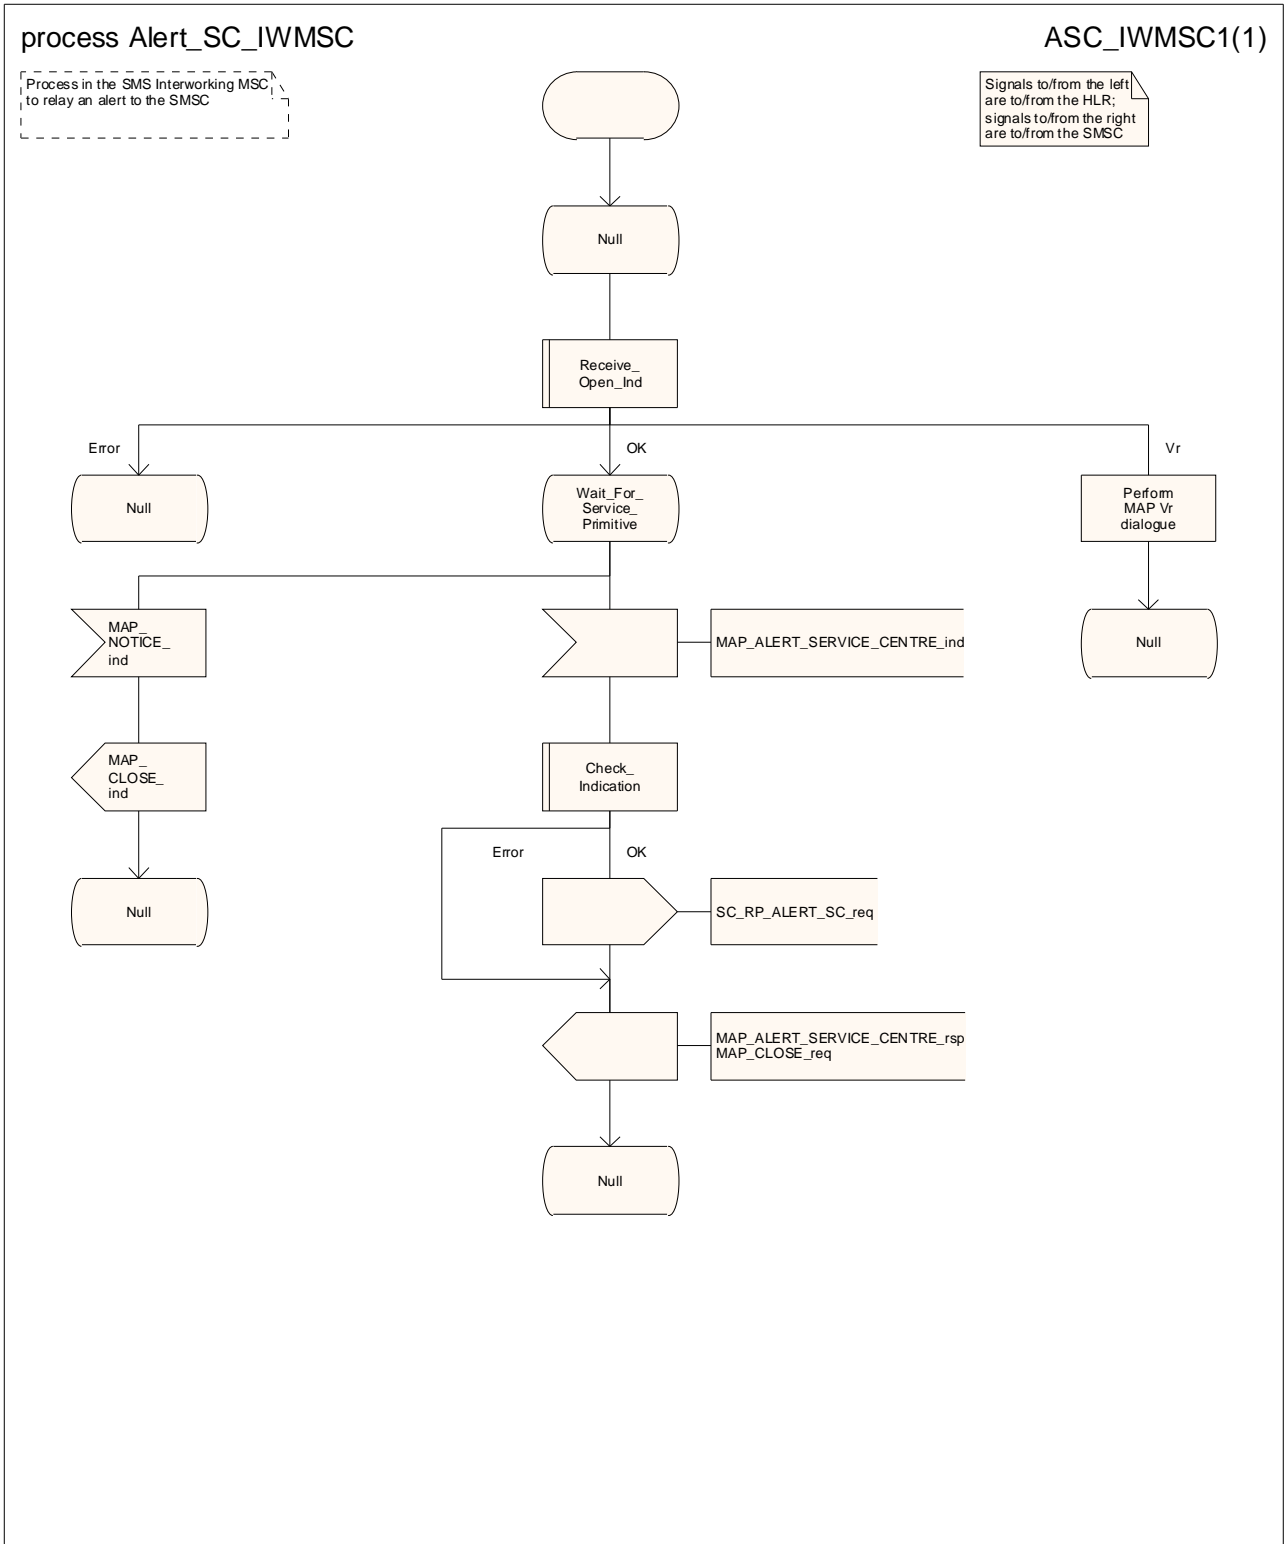 process Alert_SC_IWMSC
ASC_IWMSC1(1)
Process in the SMS Interworking MSC
to relay an alert to the SMSC
Signals to/from the left
are to/from the HLR;
signals to/from the right
are to/from the SMSC
Null
Receive_
Open_Ind
Error
OK
Vr
Null
Wait_For_
Service_
Primitive
Perform
MAP Vr
dialogue
MAP_
NOTICE_
ind
MAP_ALERT_SERVICE_CENTRE_ind
Null
MAP_
CLOSE_
ind
Check_
Indication
Error
OK
Null
SC_RP_ALERT_SC_req
MAP_ALERT_SERVICE_CENTRE_rsp
MAP_CLOSE_req
Null